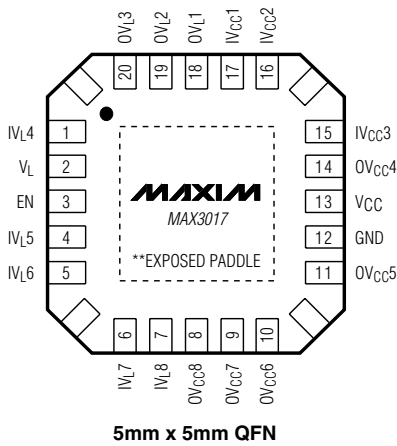 OVL3 OVL2 OVL1 IVCC1 IVCC2
20 19 18 17 16
IVL4 1
VL 2
EN 3
IVL5 4
IVL6 5
15 IVCC3
14 OVCC4
13 VCC
12 GND
11 OVCC5
MAXIM
MAX3017
**EXPOSED PADDLE
6 7 8 9 10
IVL7 IVL8 OVCC8 OVCC7 OVCC6
5mm x 5mm QFN